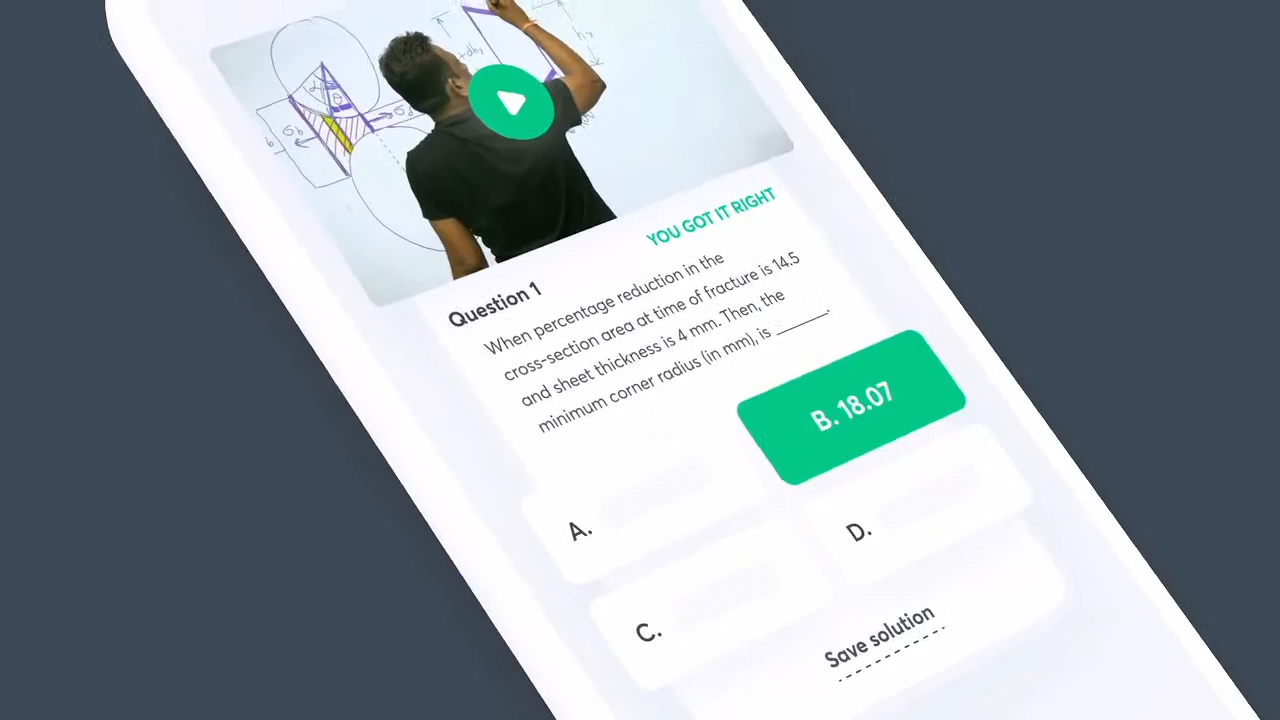 YOU GOT IT RIGHT
Question 1
When percentage reduction in the
cross-section area at time of fracture is 14.5
and sheet thickness is 4 mm. Then, the
minimum corner radius (in mm), is ______.
B. 18.07
A.
D.
C.
Save solution